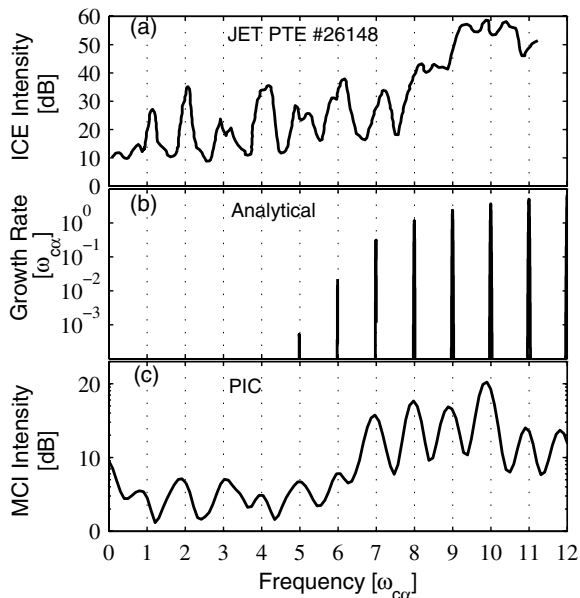 (a) JET PTE #26148
ICE Intensity
[dB]
60
50
40
30
20
10
0
(b) Analytical
Growth Rate
[ω_cα]
10^0
10^-1
10^-2
10^-3
(c) PIC
MCI Intensity
[dB]
20
10
0
0 1 2 3 4 5 6 7 8 9 10 11 12
Frequency [ω_cα]